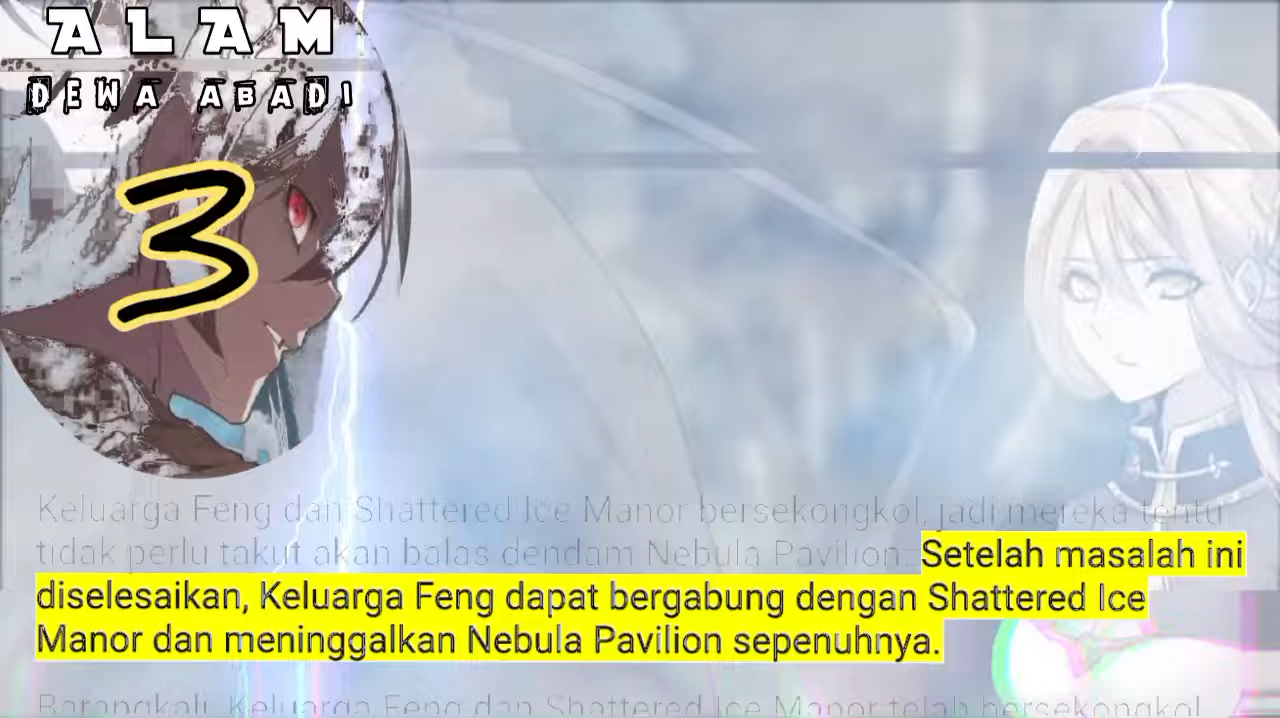 ALAM
DEWA ABADI
3
Keluarga Feng dan Shattered Ice Manor bersekongkol, jadi mereka tentu
tidak perlu takut akan balas dendam Nebula Pavilion. Setelah masalah ini
diselesaikan, Keluarga Feng dapat bergabung dengan Shattered Ice
Manor dan meninggalkan Nebula Pavilion sepenuhnya.
Barangkali, Keluarga Feng dan Shattered Ice Manor telah bersekongkol